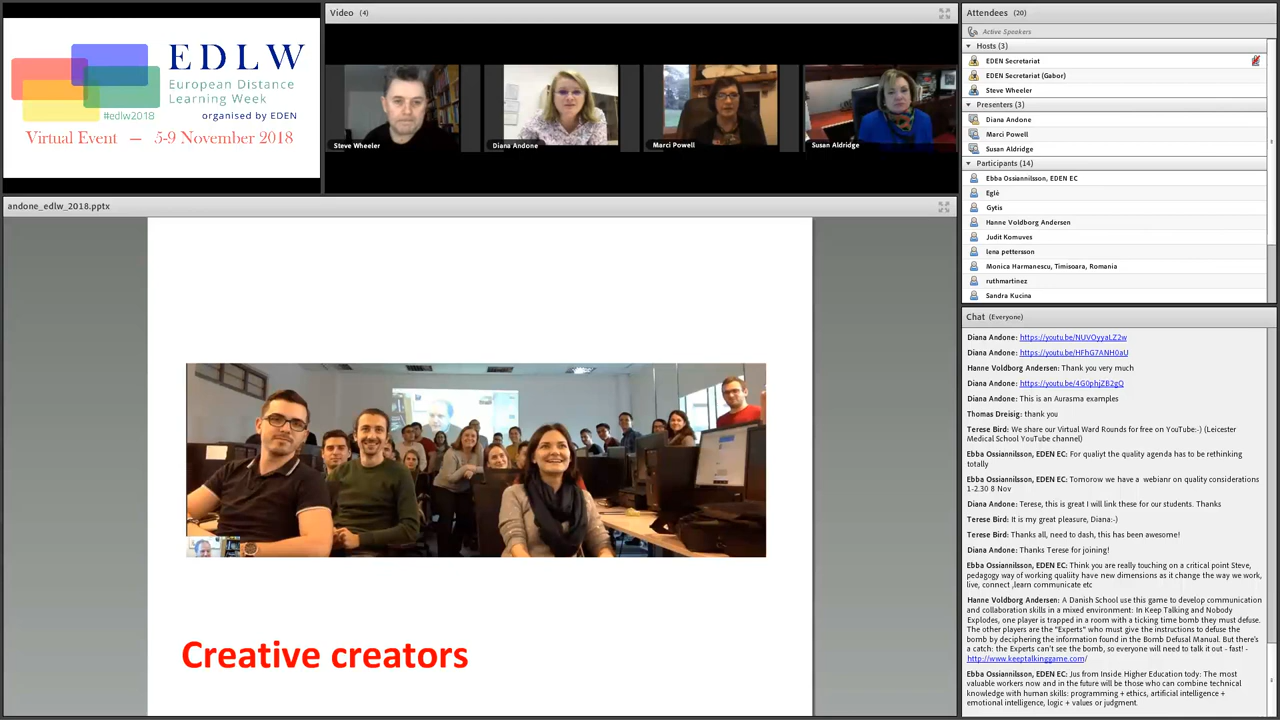 EDLW
European Distance
Learning Week
#edlw2018
organised by EDEN
Virtual Event — 5-9 November 2018
Video (4)
Steve Wheeler
Diana Andone
Marci Powell
Susan Aldridge
andone_edlw_2018.pptx
Creative creators
Attendees (20)
Active Speakers
Hosts (3)
EDEN Secretariat
EDEN Secretariat (Gabor)
Steve Wheeler
Presenters (3)
Diana Andone
Marci Powell
Susan Aldridge
Participants (14)
Ebba Ossiannilsson, EDEN EC
Eglė
Gytis
Hanne Voldborg Andersen
Judit Komuves
lena pettersson
Monica Harmanescu, Timisoara, Romania
ruthmartinez
Sandra Kucina
Chat (Everyone)
Diana Andone: https://youtu.be/NUVOyyaLZ2w
Diana Andone: https://youtu.be/HFhG7ANH0aU
Hanne Voldborg Andersen: Thank you very much
Diana Andone: https://youtu.be/4G0phjZB2gQ
Diana Andone: This is an Aurasma examples
Thomas Dreisig: thank you
Terese Bird: We share our Virtual Ward Rounds for free on YouTube:-) (Leicester
Medical School YouTube channel)
Ebba Ossiannilsson, EDEN EC: For qualiyt the quality agenda has to be rethinking
totally
Ebba Ossiannilsson, EDEN EC: Tomorow we have a  webianr on quality considerations
1-2.30 8 Nov
Diana Andone: Terese, this is great I will link these for our students. Thanks
Terese Bird: It is my great pleasure, Diana:-)
Terese Bird: Thanks all, need to dash, this has been awesome!
Diana Andone: Thanks Terese for joining!
Ebba Ossiannilsson, EDEN EC: Think you are really touching on a critical point Steve,
pedagogy way of working quality have new dimensions as it change the way we work,
live, connect ,learn communicate etc
Hanne Voldborg Andersen: A Danish School use this game to develop communication
and collaboration skills in a mixed environment: In Keep Talking and Nobody
Explodes, one player is trapped in a room with a ticking time bomb they must defuse.
The other players are the "Experts" who must give the instructions to defuse the
bomb by deciphering the information found in the Bomb Defusal Manual. But there's
a catch: the Experts can't see the bomb, so everyone will need to talk it out - fast! -
http://www.keeptalkinggame.com/
Ebba Ossiannilsson, EDEN EC: Jus from Inside Higher Education tody: The most
valuable workers now and in the future will be those who can combine technical
knowledge with human skills: programming + ethics, artificial intelligence +
emotional intelligence, logic + values or judgment.